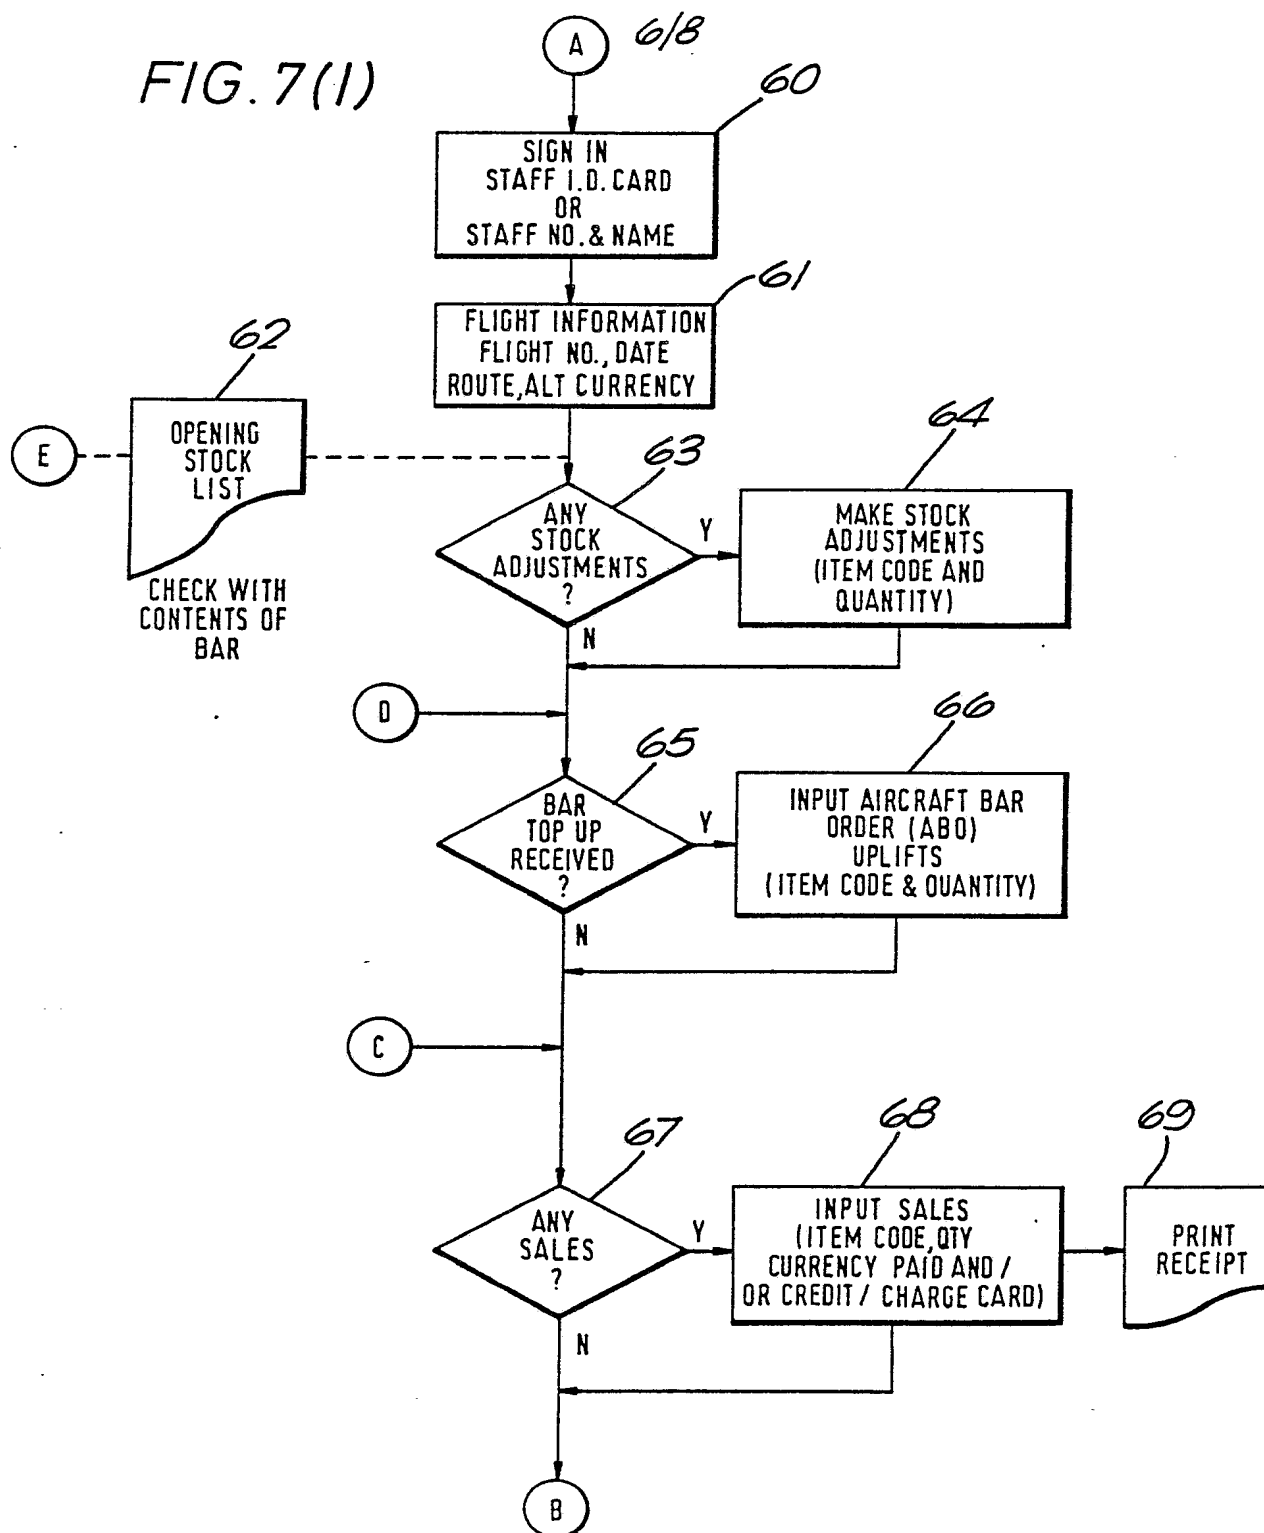 A
6/8
FIG. 7(1)
60
SIGN IN
STAFF I.D. CARD
OR
STAFF NO. & NAME
61
FLIGHT INFORMATION
FLIGHT NO., DATE
ROUTE, ALT CURRENCY
62
OPENING
STOCK
LIST
E
CHECK WITH
CONTENTS OF
BAR
63
ANY
STOCK
ADJUSTMENTS
?
Y
N
64
MAKE STOCK
ADJUSTMENTS
(ITEM CODE AND
QUANTITY)
D
65
BAR
TOP UP
RECEIVED
?
Y
N
66
INPUT AIRCRAFT BAR
ORDER (ABO)
UPLIFTS
(ITEM CODE & QUANTITY)
C
67
ANY
SALES
?
Y
N
68
INPUT SALES
(ITEM CODE, QTY
CURRENCY PAID AND /
OR CREDIT / CHARGE CARD)
69
PRINT
RECEIPT
B